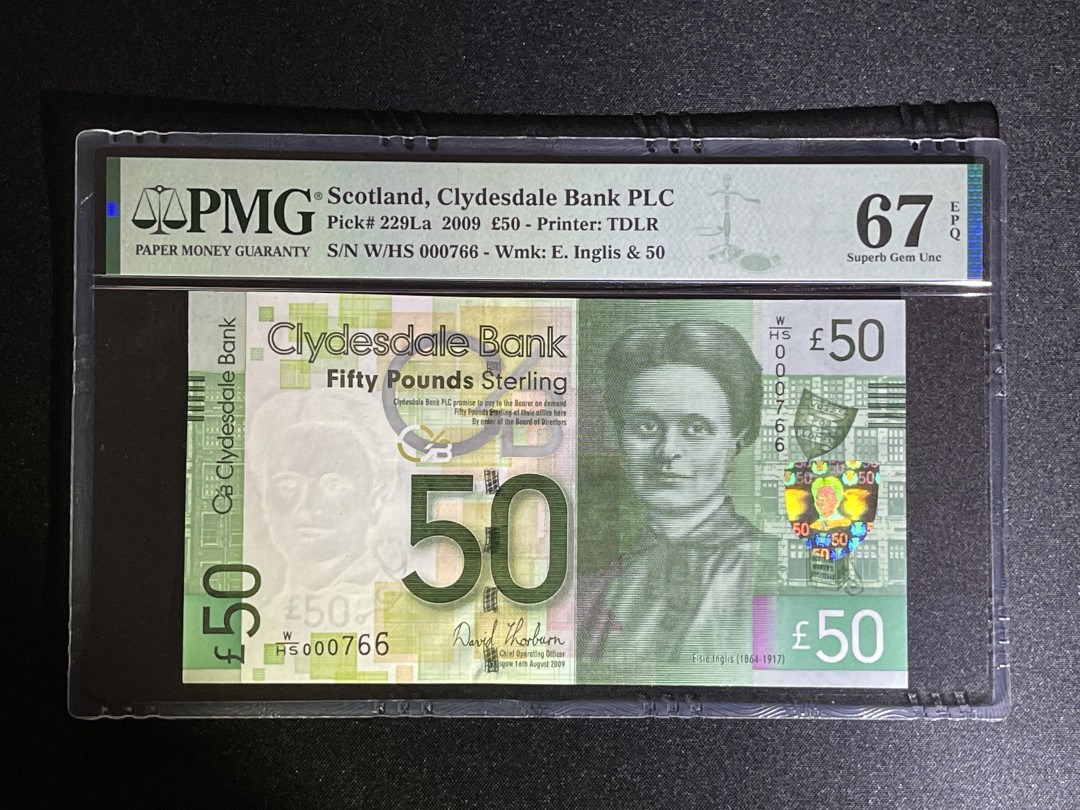 PMG®
PAPER MONEY GUARANTY
Scotland, Clydesdale Bank PLC
Pick# 229La 2009 £50 - Printer: TDLR
S/N W/HS 000766 - Wmk: E. Inglis & 50
67
EPQ
Superb Gem Unc
Clydesdale Bank
£50
Clydesdale Bank
Fifty Pounds Sterling
Clydesdale Bank PLC promise to pay to the Bearer on demand
Fifty Pounds Sterling at their office here
By order of the Board of Directors
CB
50
£50
W/HS 000766
David Thorburn
Chief Operating Officer
16th August 2009
W/HS 000766
£50
50
50
50
50
Elsie Inglis (1864-1917)
£50